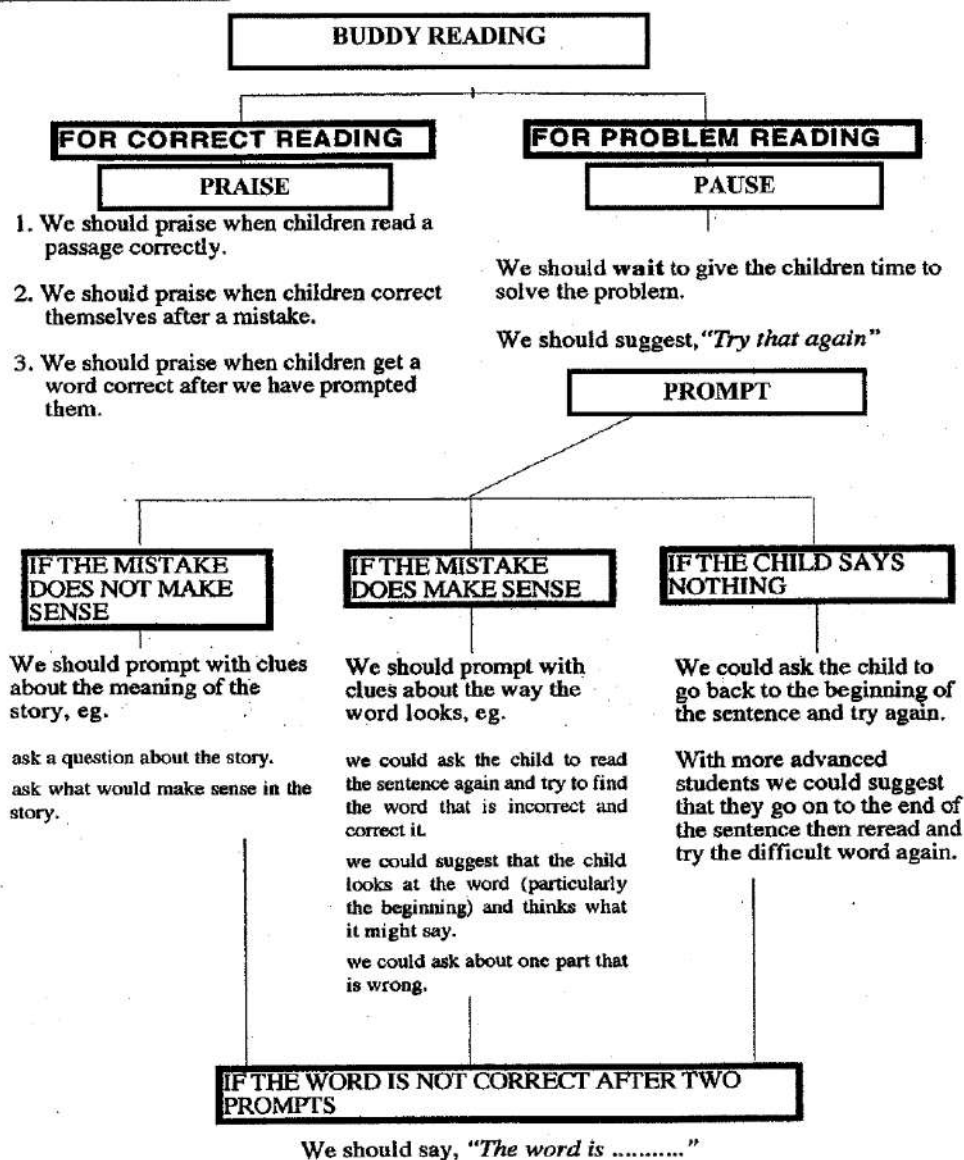 BUDDY READING
FOR CORRECT READING
PRAISE
1. We should praise when children read a
passage correctly.
2. We should praise when children correct
themselves after a mistake.
3. We should praise when children get a
word correct after we have prompted
them.
FOR PROBLEM READING
PAUSE
We should wait to give the children time to
solve the problem.
We should suggest, "Try that again"
PROMPT
IF THE MISTAKE
DOES NOT MAKE
SENSE
We should prompt with clues
about the meaning of the
story, eg.
ask a question about the story.
ask what would make sense in the
story.
IF THE MISTAKE
DOES MAKE SENSE
We should prompt with
clues about the way the
word looks, eg.
we could ask the child to read
the sentence again and try to find
the word that is incorrect and
correct it.
we could suggest that the child
looks at the word (particularly
the beginning) and thinks what
it might say.
we could ask about one part that
is wrong.
IF THE CHILD SAYS
NOTHING
We could ask the child to
go back to the beginning of
the sentence and try again.
With more advanced
students we could suggest
that they go on to the end of
the sentence then reread and
try the difficult word again.
IF THE WORD IS NOT CORRECT AFTER TWO
PROMPTS
We should say, "The word is ..........."